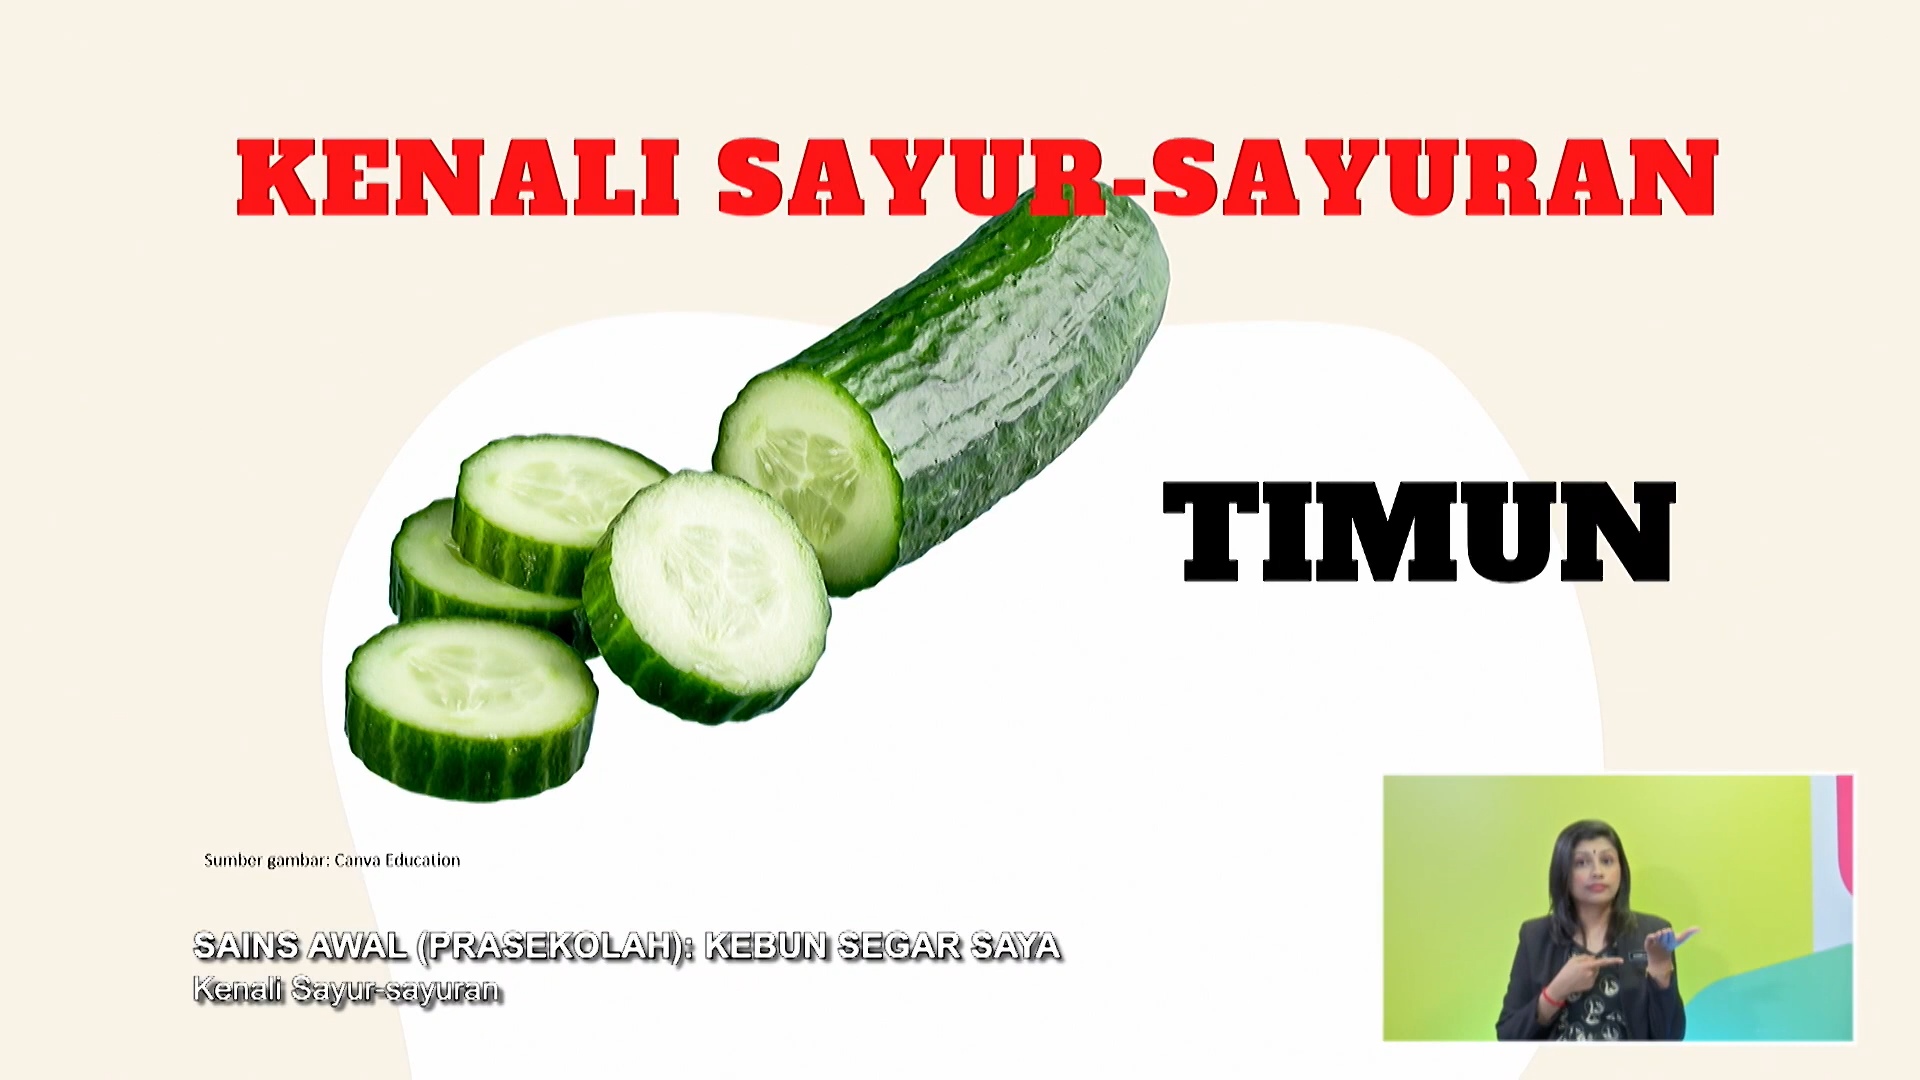 KENALI SAYUR-SAYURAN
TIMUN
Sumber gambar: Canva Education
SAINS AWAL (PRASEKOLAH): KEBUN SEGAR SAYA
Kenali Sayur-sayuran